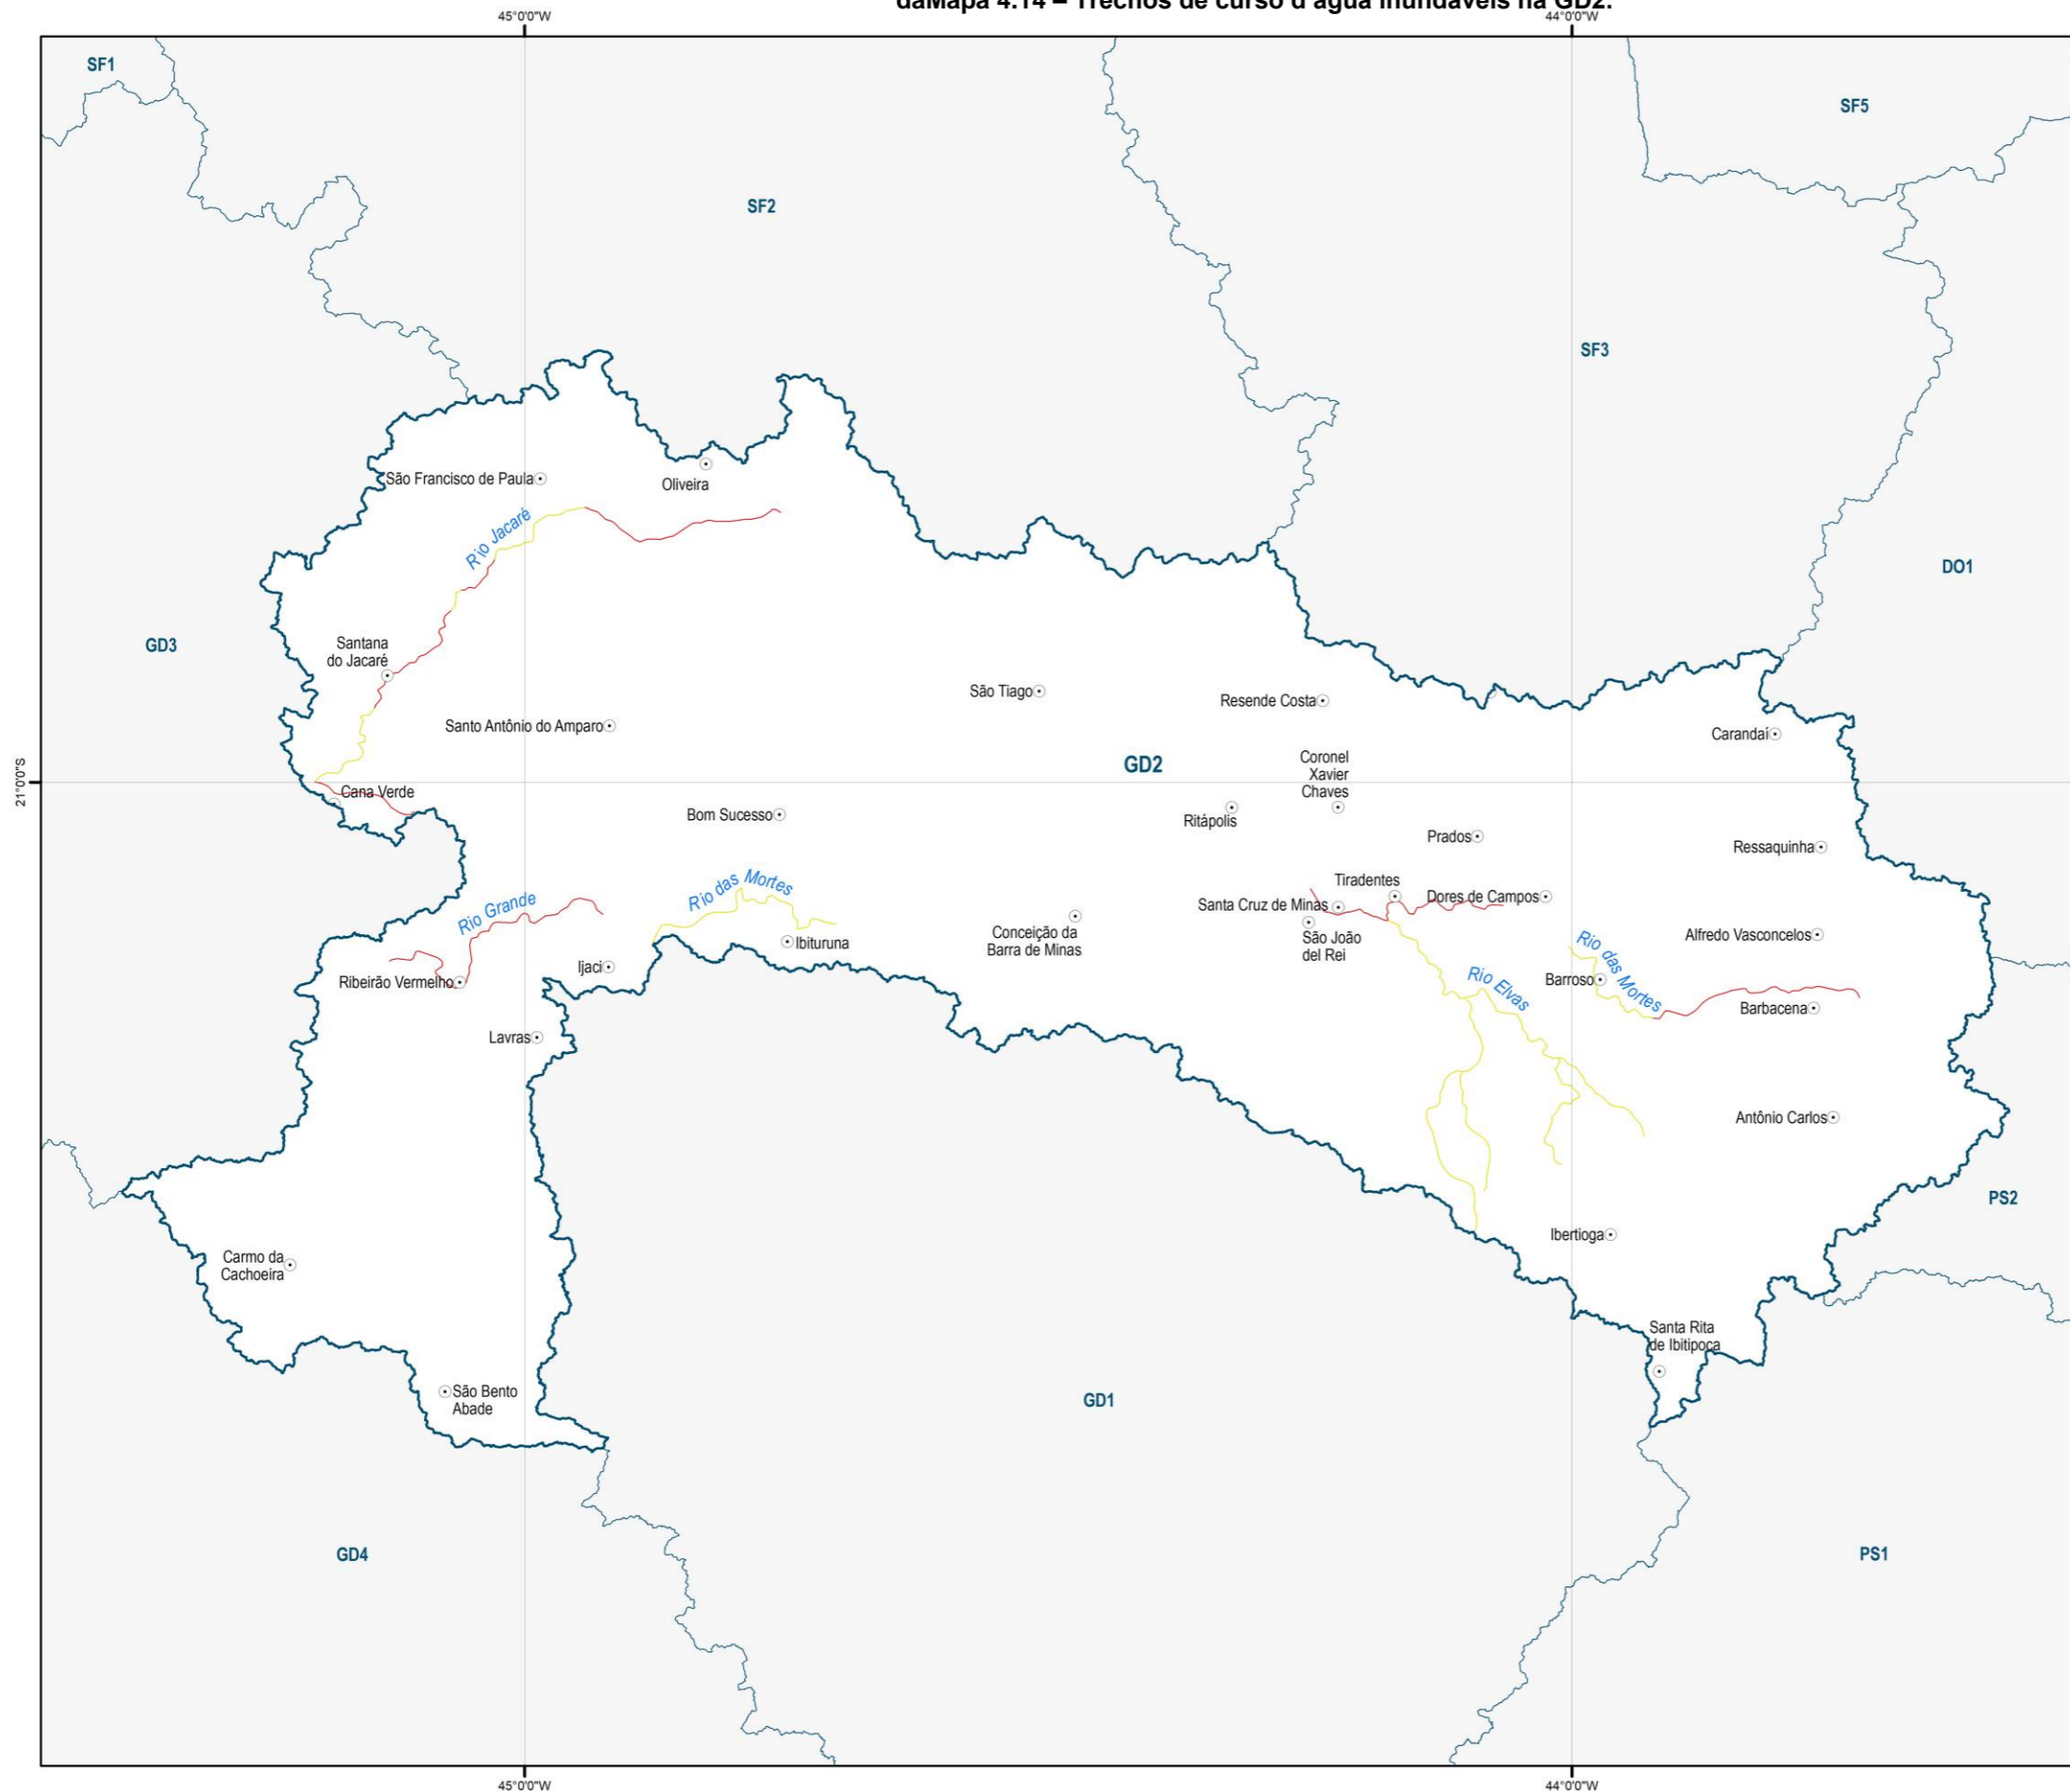 daMapa 4.14 – Trechos de curso d'água inundáveis na GD2.
45°0'0"W
44°0'0"W
SF1
SF5
SF2
SF3
São Francisco de Paula
Oliveira
Rio Jacaré
DO1
GD3
Santana
do Jacaré
São Tiago
Resende Costa
Santo Antônio do Amparo
Carandaí
GD2
Coronel
Xavier
Chaves
21°0'0"S
Cana Verde
Bom Sucesso
Ritápolis
Prados
Ressaquinha
Rio Grande
Rio das Mortes
Tiradentes
Santa Cruz de Minas
Dores de Campos
Conceição da
Barra de Minas
São João
del Rei
Alfredo Vasconcelos
Ibituruna
Rio das Mortes
Ijaci
Ribeirão Vermelho
Rio Elvas
Barroso
Barbacena
Lavras
Antônio Carlos
PS2
Ibertioga
Carmo da
Cachoeira
Santa Rita
de Ibitipoca
São Bento
Abade
GD1
GD4
PS1
45°0'0"W
44°0'0"W